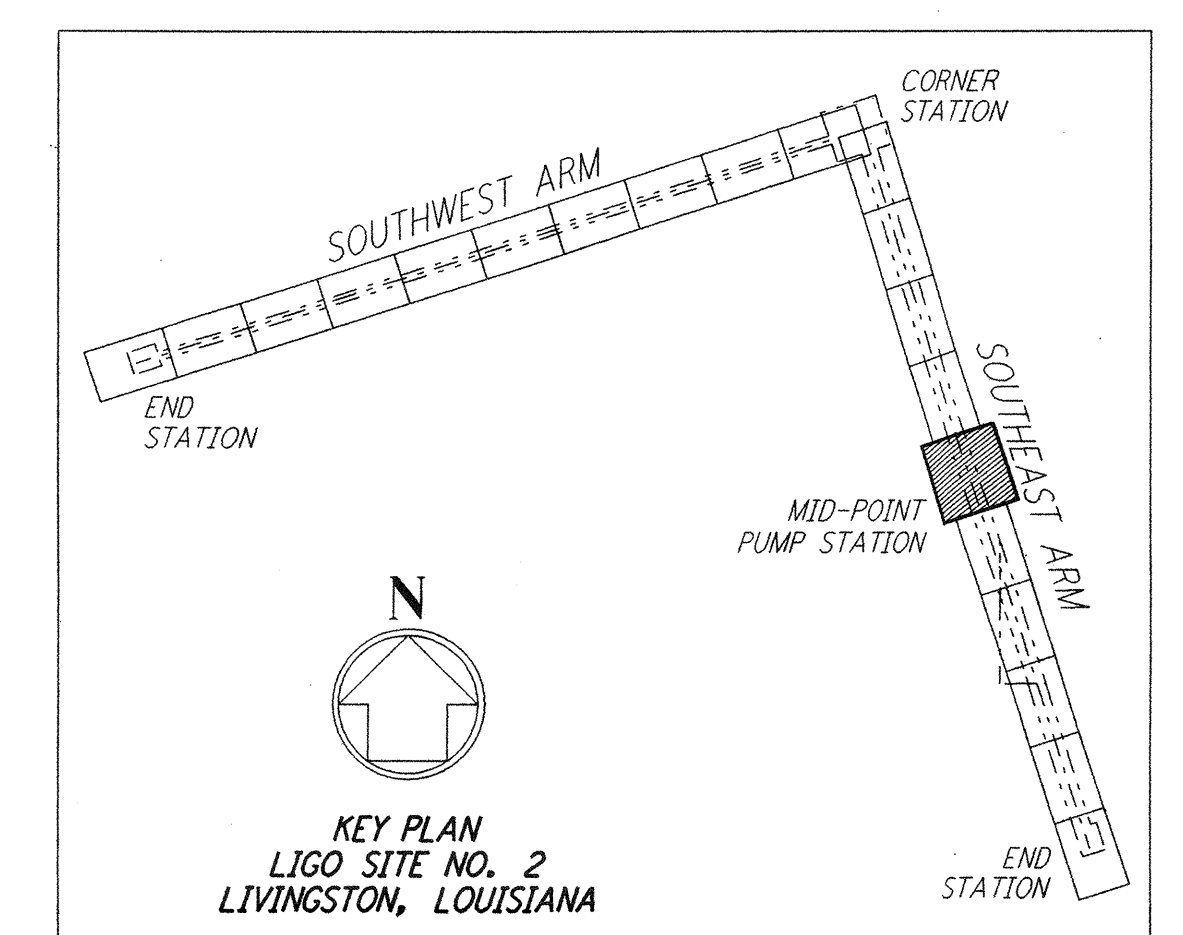 CORNER
STATION
SOUTHWEST ARM
END
STATION
SOUTHEAST ARM
MID-POINT
PUMP STATION
N
KEY PLAN
LIGO SITE NO. 2
LIVINGSTON, LOUISIANA
END
STATION